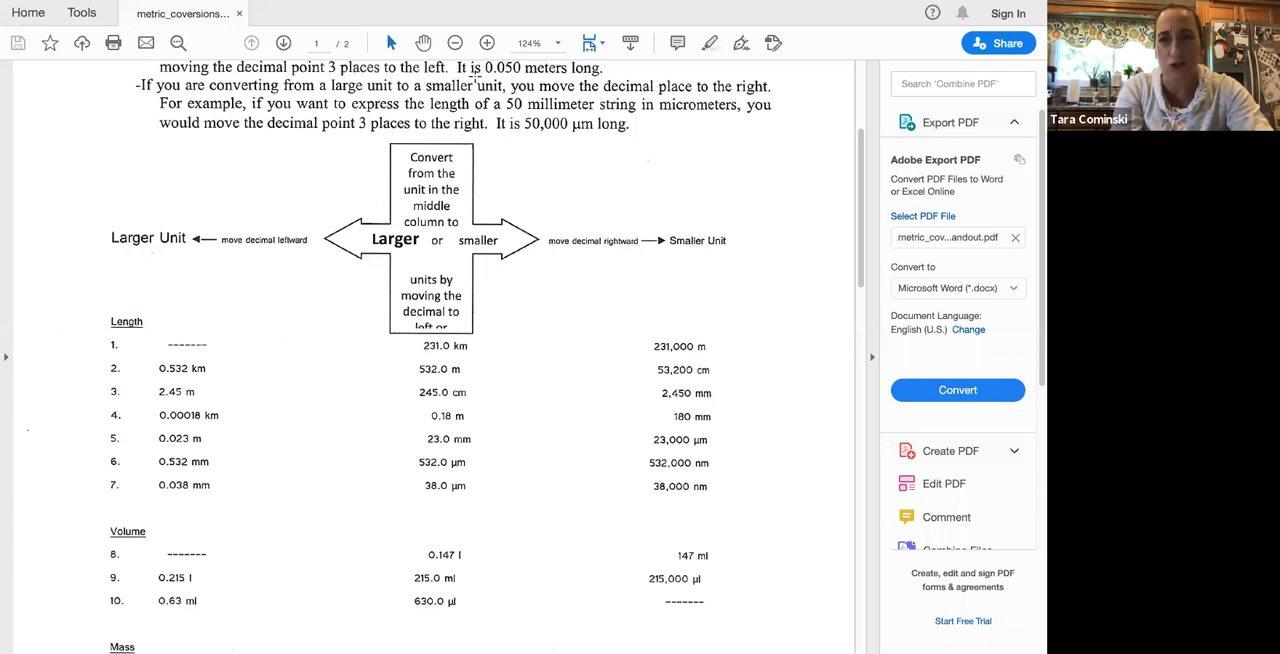 Home
Tools
metric_coversions... ×
Sign In
1 / 2
124%
Share
moving the decimal point 3 places to the left. It is 0.050 meters long.
-If you are converting from a large unit to a smaller unit, you move the decimal place to the right.
For example, if you want to express the length of a 50 millimeter string in micrometers, you
would move the decimal point 3 places to the right. It is 50,000 µm long.
Convert
from the
unit in the
middle
column to
Larger Unit move decimal leftward Larger or smaller move decimal rightward Smaller Unit
units by
moving the
decimal to
left or
Length
1. ------- 231.0 km 231,000 m
2. 0.532 km 532.0 m 53,200 cm
3. 2.45 m 245.0 cm 2,450 mm
4. 0.00018 km 0.18 m 180 mm
5. 0.023 m 23.0 mm 23,000 µm
6. 0.532 mm 532.0 µm 532,000 nm
7. 0.038 mm 38.0 µm 38,000 nm
Volume
8. ------- 0.147 l 147 ml
9. 0.215 l 215.0 ml 215,000 µl
10. 0.63 ml 630.0 µl -------
Mass
Search 'Combine PDF'
Export PDF
Adobe Export PDF
Convert PDF Files to Word
or Excel Online
Select PDF File
metric_cov...andout.pdf
Convert to
Microsoft Word (*.docx)
Document Language:
English (U.S.) Change
Convert
Create PDF
Edit PDF
Comment
Combine Files
Create, edit and sign PDF
forms & agreements
Start Free Trial
Tara Cominski